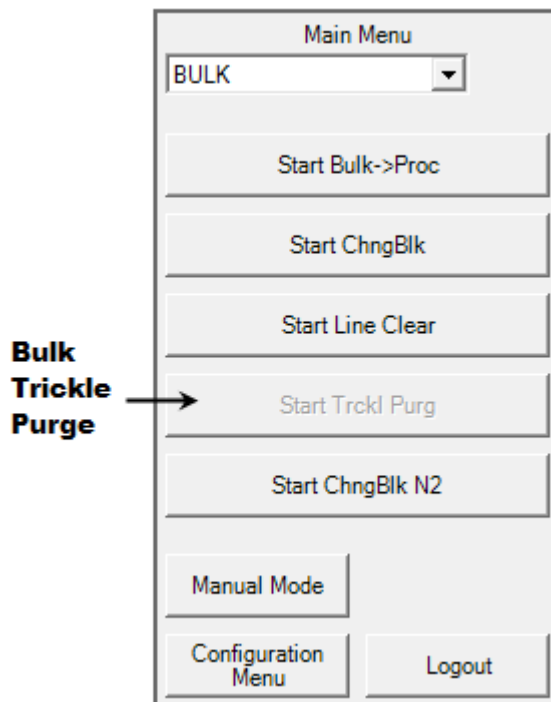 Main Menu
BULK
Start Bulk->Proc
Start ChngBlk
Start Line Clear
Bulk
Trickle
Purge
Start Trckl Purg
Start ChngBlk N2
Manual Mode
Configuration
Menu
Logout